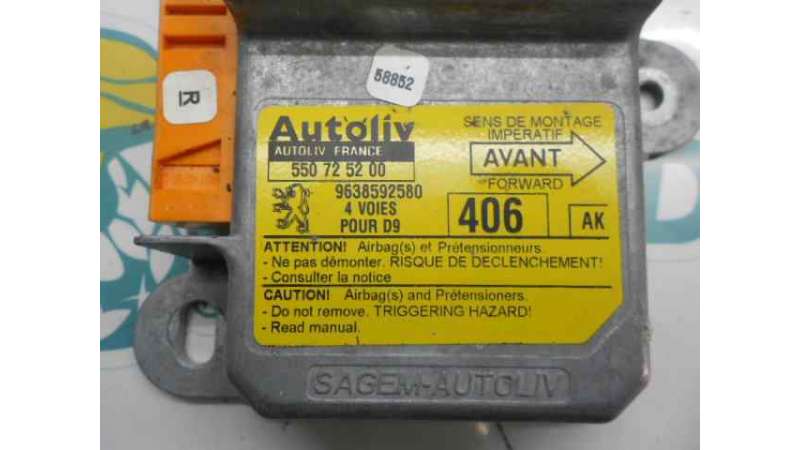 R
58852
Autoliv
AUTOLIV FRANCE
550 72 52 00
9638592580
4 VOIES
POUR D9
SENS DE MONTAGE
IMPERATIF
AVANT
FORWARD
406
AK
ATTENTION! Airbag(s) et Prétensionneurs.
- Ne pas démonter. RISQUE DE DECLENCHEMENT!
- Consulter la notice
CAUTION! Airbag(s) and Prétensioners.
- Do not remove. TRIGGERING HAZARD!
- Read manual.
SAGEM-AUTOLIV